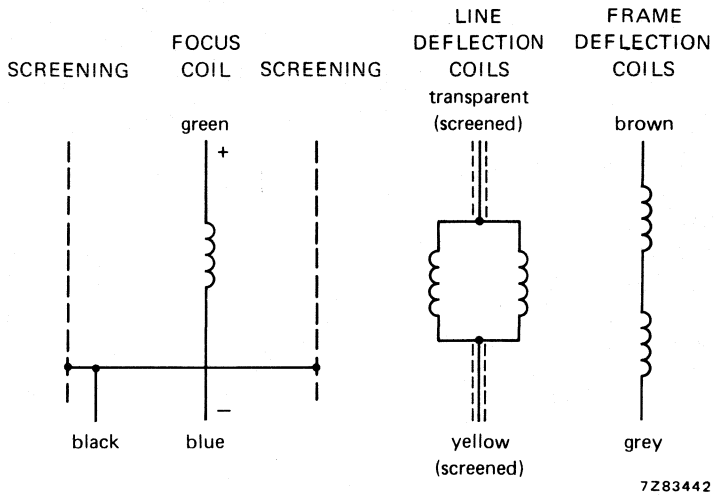 SCREENING
FOCUS
COIL
green
+
SCREENING
LINE
DEFLECTION
COILS
transparent
(screened)
FRAME
DEFLECTION
COILS
brown
black
–
blue
yellow
(screened)
grey
7Z83442